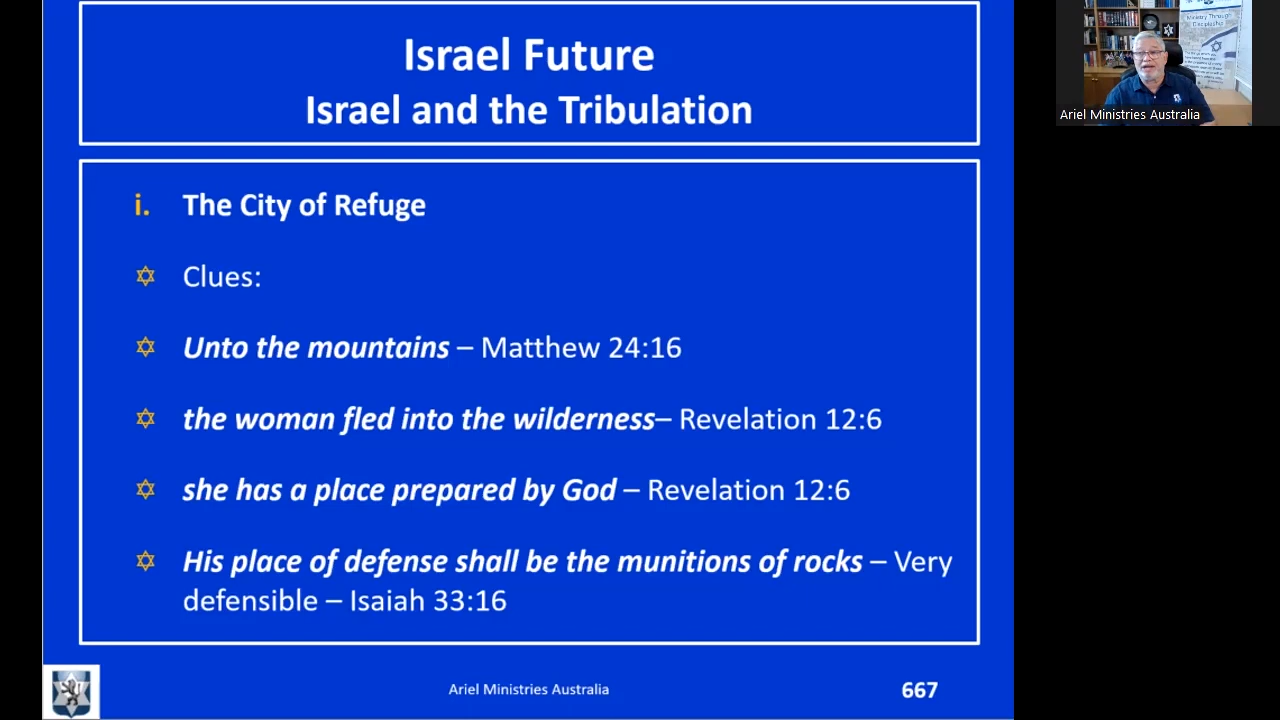 Israel Future
Israel and the Tribulation
i. The City of Refuge
Clues:
Unto the mountains – Matthew 24:16
the woman fled into the wilderness– Revelation 12:6
she has a place prepared by God – Revelation 12:6
His place of defense shall be the munitions of rocks – Very
defensible – Isaiah 33:16
Ariel Ministries Australia
667
Ministry Through
Discipleship
Ariel Ministries Australia